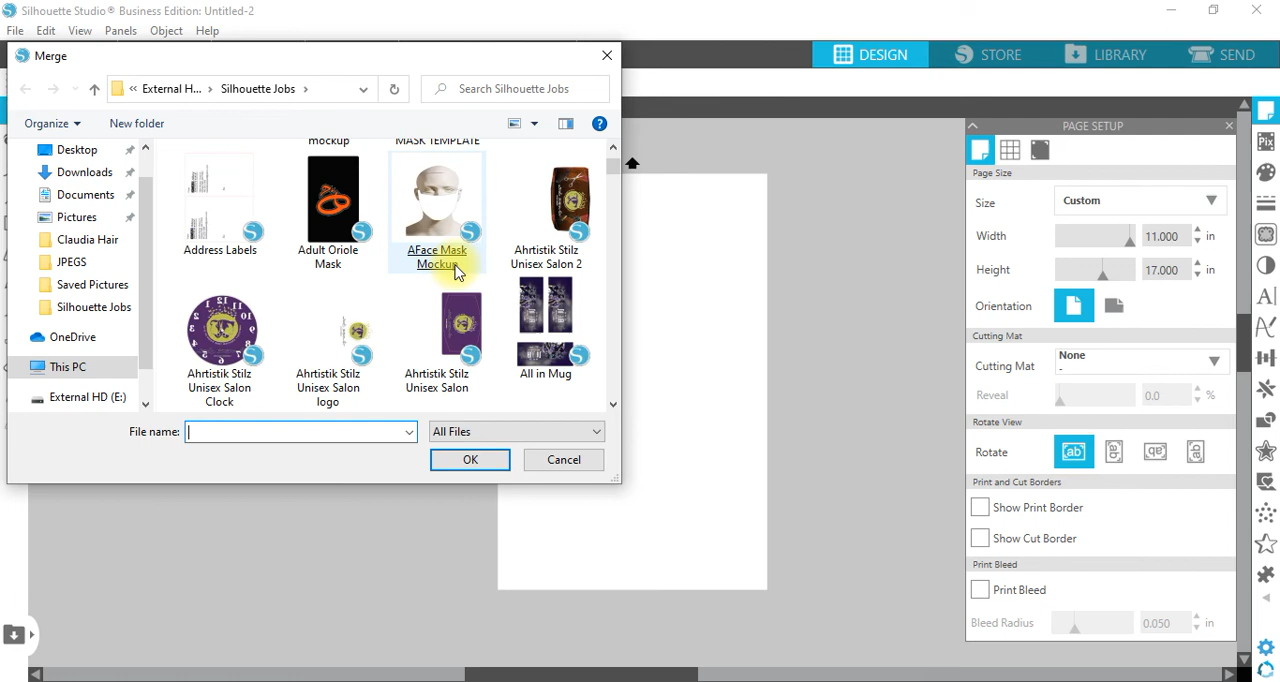 Silhouette Studio® Business Edition: Untitled-2
File Edit View Panels Object Help
Merge
DESIGN STORE LIBRARY SEND
« External H... › Silhouette Jobs ›
Search Silhouette Jobs
Organize New folder
PAGE SETUP
Desktop
Downloads
Documents
Pictures
Claudia Hair
JPEGS
Saved Pictures
Silhouette Jobs
OneDrive
This PC
External HD (E:)
mockup
MASK TEMPLATE
Address Labels
Adult Oriole
Mask
AFace Mask
Mockup
Ahrtistik Stilz
Unisex Salon 2
Ahrtistik Stilz
Unisex Salon
Clock
Ahrtistik Stilz
Unisex Salon
logo
Ahrtistik Stilz
Unisex Salon
All in Mug
File name:
All Files
OK Cancel
Page Size
Size Custom
Width 11.000 in
Height 17.000 in
Orientation
Cutting Mat
Cutting Mat None
-
Reveal 0.0 %
Rotate View
Rotate
Print and Cut Borders
Show Print Border
Show Cut Border
Print Bleed
Print Bleed
Bleed Radius 0.050 in